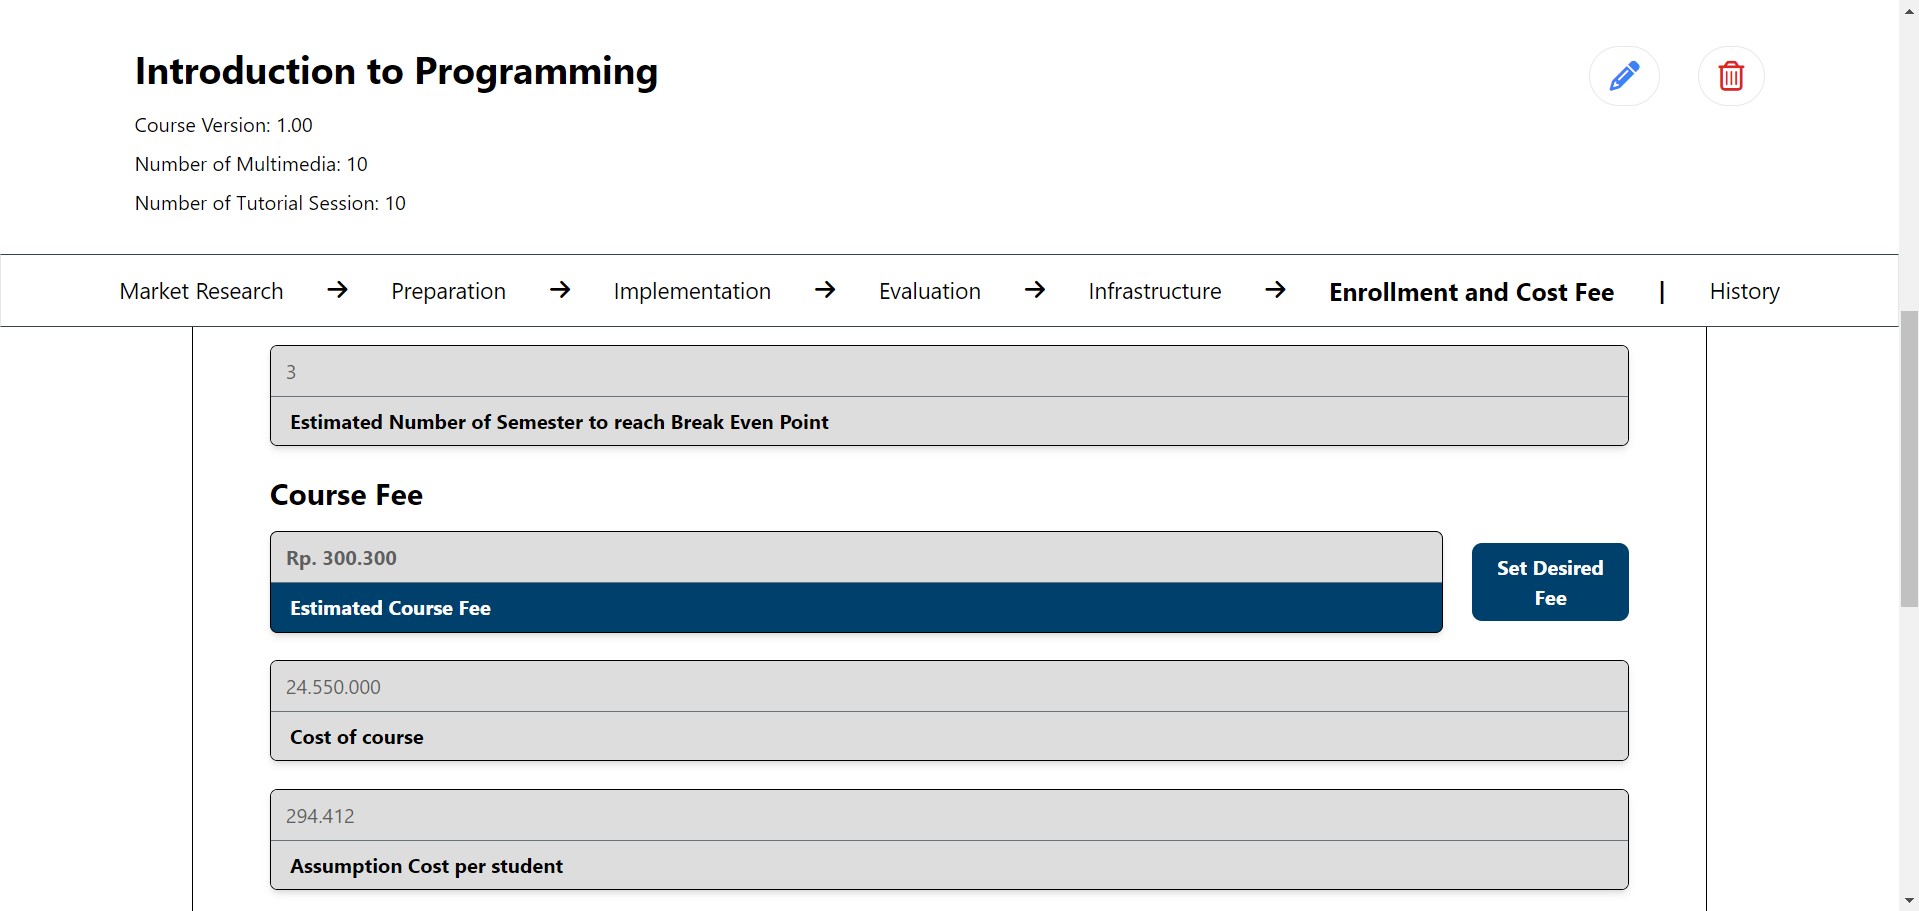 Introduction to Programming
Course Version: 1.00
Number of Multimedia: 10
Number of Tutorial Session: 10
Market Research → Preparation → Implementation → Evaluation → Infrastructure → Enrollment and Cost Fee | History
3
Estimated Number of Semester to reach Break Even Point
Course Fee
Rp. 300.300
Estimated Course Fee
Set Desired
Fee
24.550.000
Cost of course
294.412
Assumption Cost per student